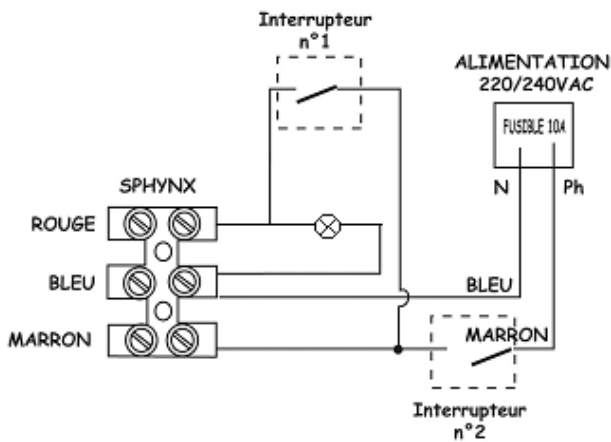 Interrupteur
n°1
ALIMENTATION
220/240VAC
FUSIBLE 10A
N
Ph
SPHYNX
ROUGE
BLEU
BLEU
MARRON
MARRON
Interrupteur
n°2